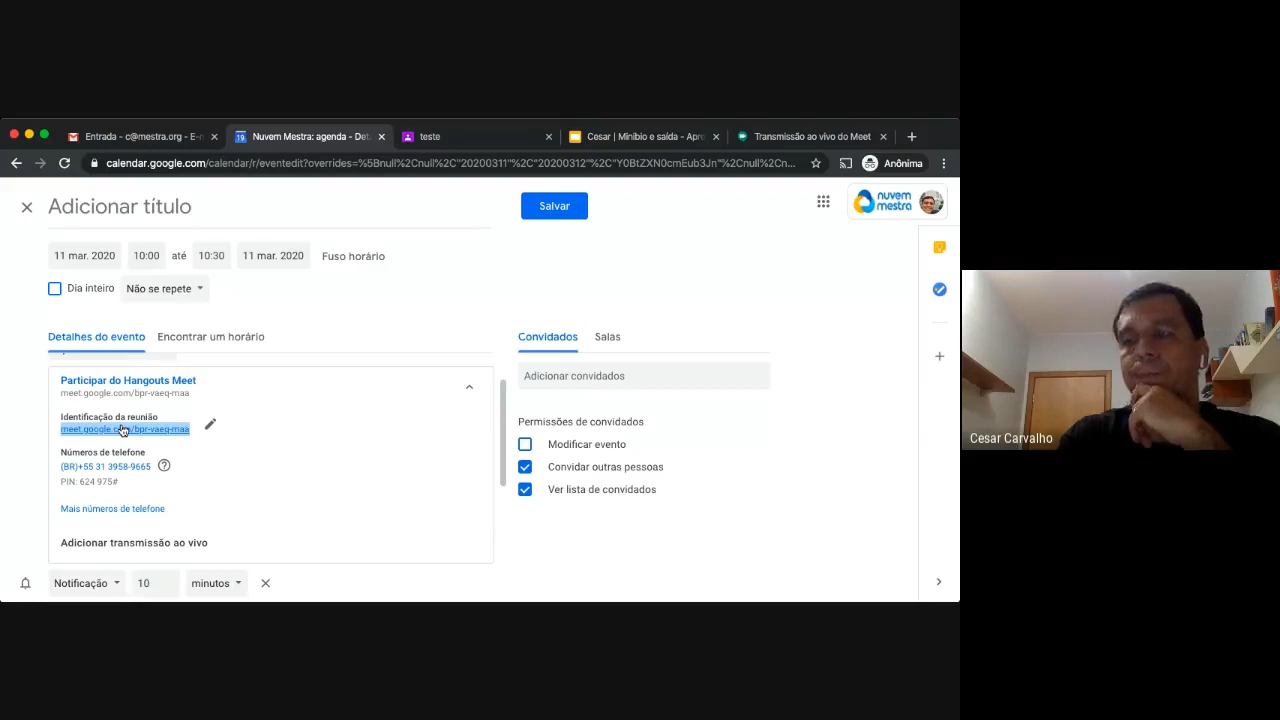 Entrada - c@mestra.org - E-
Nuvem Mestra: agenda - Det
teste
Cesar | Minibio e saída - Apre
Transmissão ao vivo do Meet
calendar.google.com/calendar/r/eventedit?overrides=%5Bnull%2Cnull%2C"20200311"%2C"20200312"%2C"Y0BtZXN0cmEub3Jn"%2Cnull%2Cn...
Anônima
Adicionar título
Salvar
nuvem
mestra
11 mar. 2020 10:00 até 10:30 11 mar. 2020 Fuso horário
Dia inteiro Não se repete
Detalhes do evento Encontrar um horário
Convidados Salas
Participar do Hangouts Meet
meet.google.com/bpr-vaeq-maa
Identificação da reunião
meet.google.com/bpr-vaeq-maa
Números de telefone
(BR)+55 31 3958-9665
PIN: 624 975#
Mais números de telefone
Adicionar transmissão ao vivo
Notificação 10 minutos
Adicionar convidados
Permissões de convidados
Modificar evento
Convidar outras pessoas
Ver lista de convidados
Cesar Carvalho